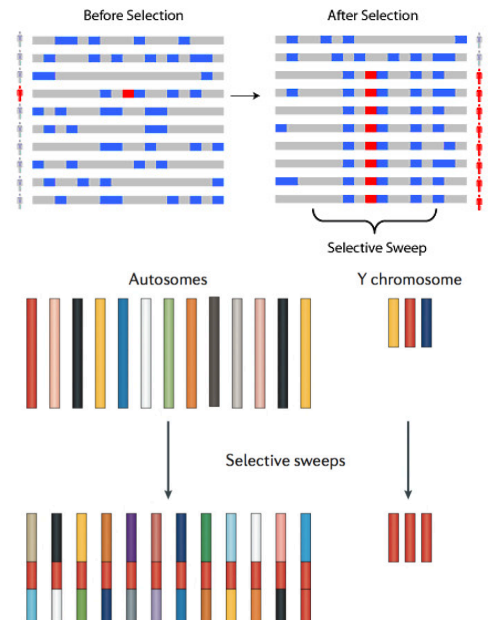 Before Selection
After Selection
Selective Sweep
Autosomes
Y chromosome
Selective sweeps